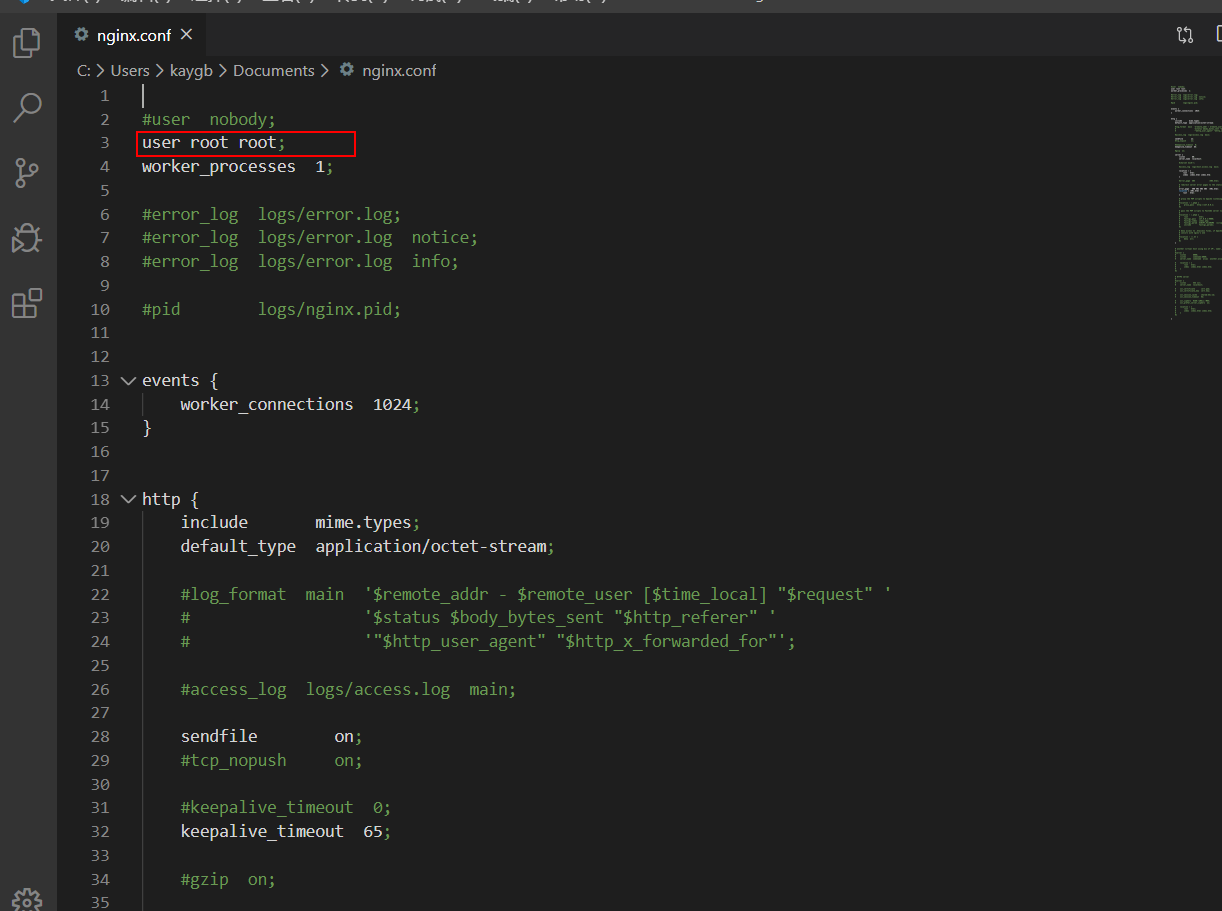 nginx.conf
C: Users kaygb Documents nginx.conf
1
2 #user  nobody;
3 user root root;
4 worker_processes  1;
5
6 #error_log  logs/error.log;
7 #error_log  logs/error.log  notice;
8 #error_log  logs/error.log  info;
9
10 #pid        logs/nginx.pid;
11
12
13 events {
14     worker_connections  1024;
15 }
16
17
18 http {
19     include       mime.types;
20     default_type  application/octet-stream;
21
22     #log_format  main  '$remote_addr - $remote_user [$time_local] "$request" '
23     #                  '$status $body_bytes_sent "$http_referer" '
24     #                  '"$http_user_agent" "$http_x_forwarded_for"';
25
26     #access_log  logs/access.log  main;
27
28     sendfile        on;
29     #tcp_nopush     on;
30
31     #keepalive_timeout  0;
32     keepalive_timeout  65;
33
34     #gzip  on;
35